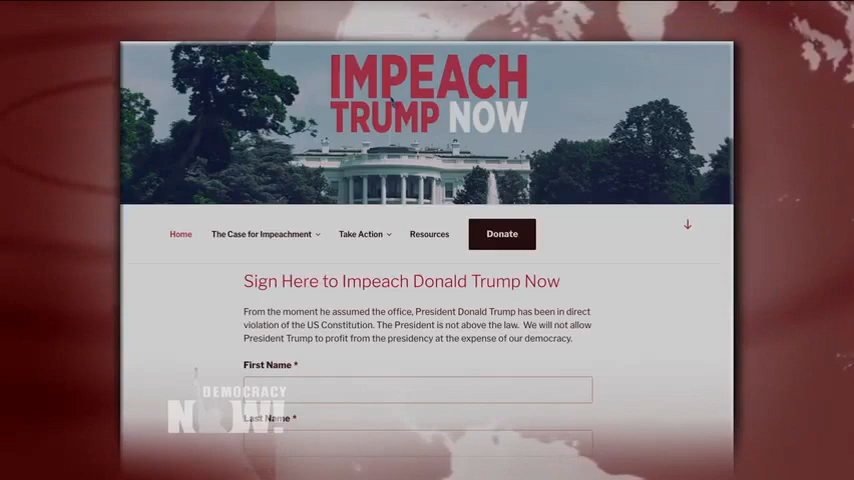 IMPEACH
TRUMP NOW
Home The Case for Impeachment Take Action Resources Donate
Sign Here to Impeach Donald Trump Now
From the moment he assumed the office, President Donald Trump has been in direct
violation of the US Constitution. The President is not above the law. We will not allow
President Trump to profit from the presidency at the expense of our democracy.
First Name *
DEMOCRACY
NOW!
Last Name *